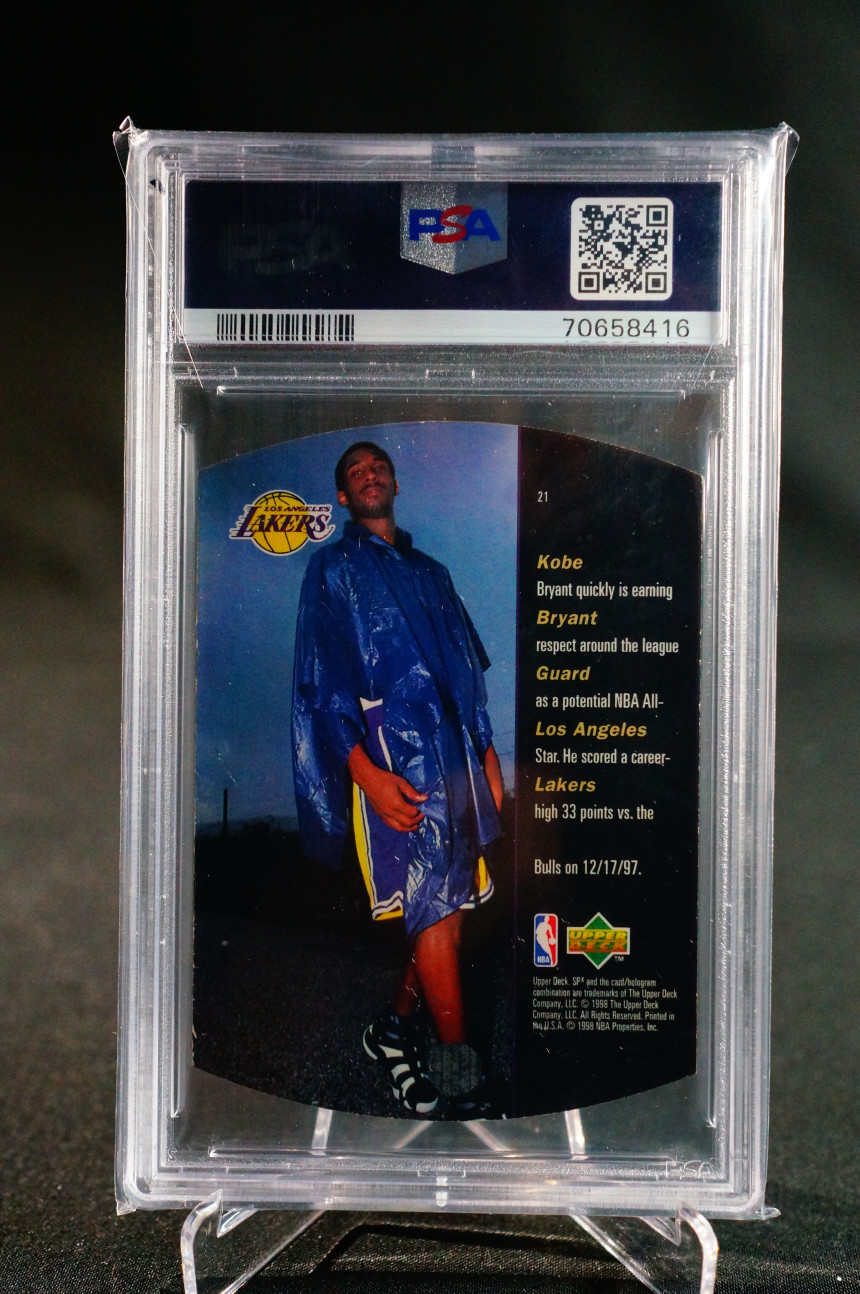 PSA
70658416
LOS ANGELES
LAKERS
21
Kobe
Bryant quickly is earning
Bryant
respect around the league
Guard
as a potential NBA All-
Los Angeles
Star. He scored a career-
Lakers
high 33 points vs. the
Bulls on 12/17/97.
NBA
UPPER
DECK
TM
Upper Deck, SPx and the card/hologram
combination are trademarks of The Upper Deck
Company, LLC. © 1998 The Upper Deck
Company, LLC. All Rights Reserved. Printed in
the U.S.A. © 1998 NBA Properties, Inc.
PSA